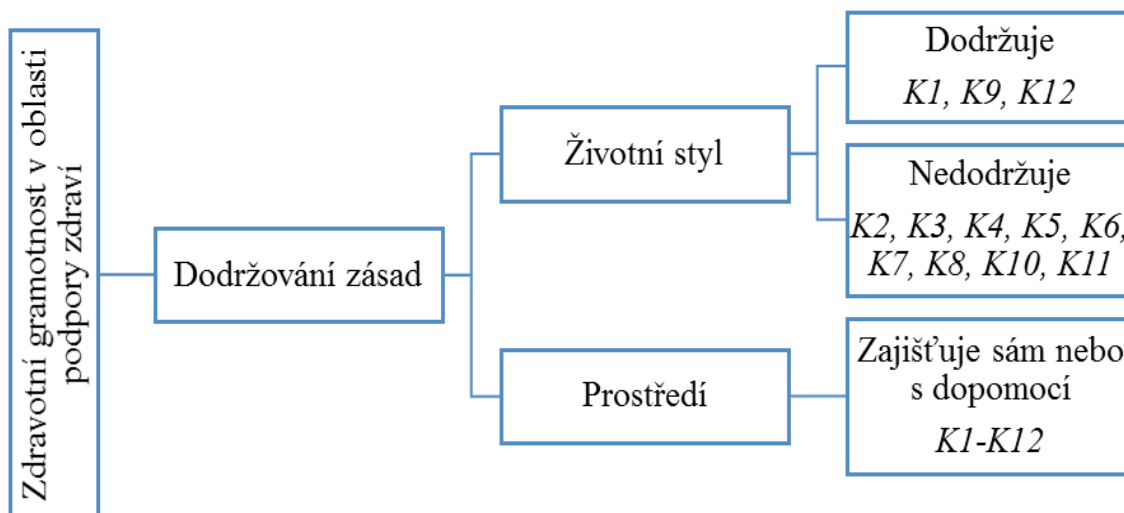 Zdravotní gramotnost v oblasti
podpory zdraví
Dodržování zásad
Životní styl
Prostředí
Dodržuje
K1, K9, K12
Nedodržuje
K2, K3, K4, K5, K6,
K7, K8, K10, K11
Zajišťuje sám nebo
s dopomocí
K1-K12